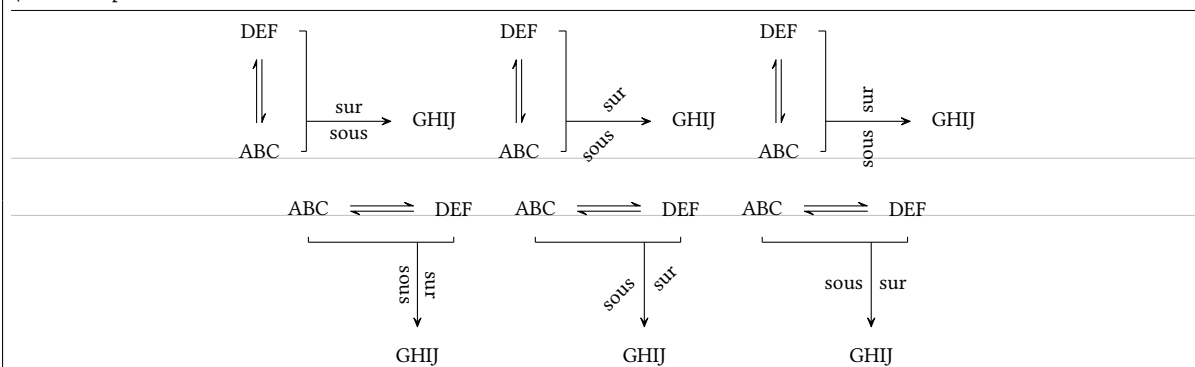 DEF DEF DEF
sur sur sur
GHIJ GHIJ GHIJ
sous sous sous
ABC ABC ABC
ABC DEF ABC DEF ABC DEF
sous sur sous sur sous sur
GHIJ GHIJ GHIJ